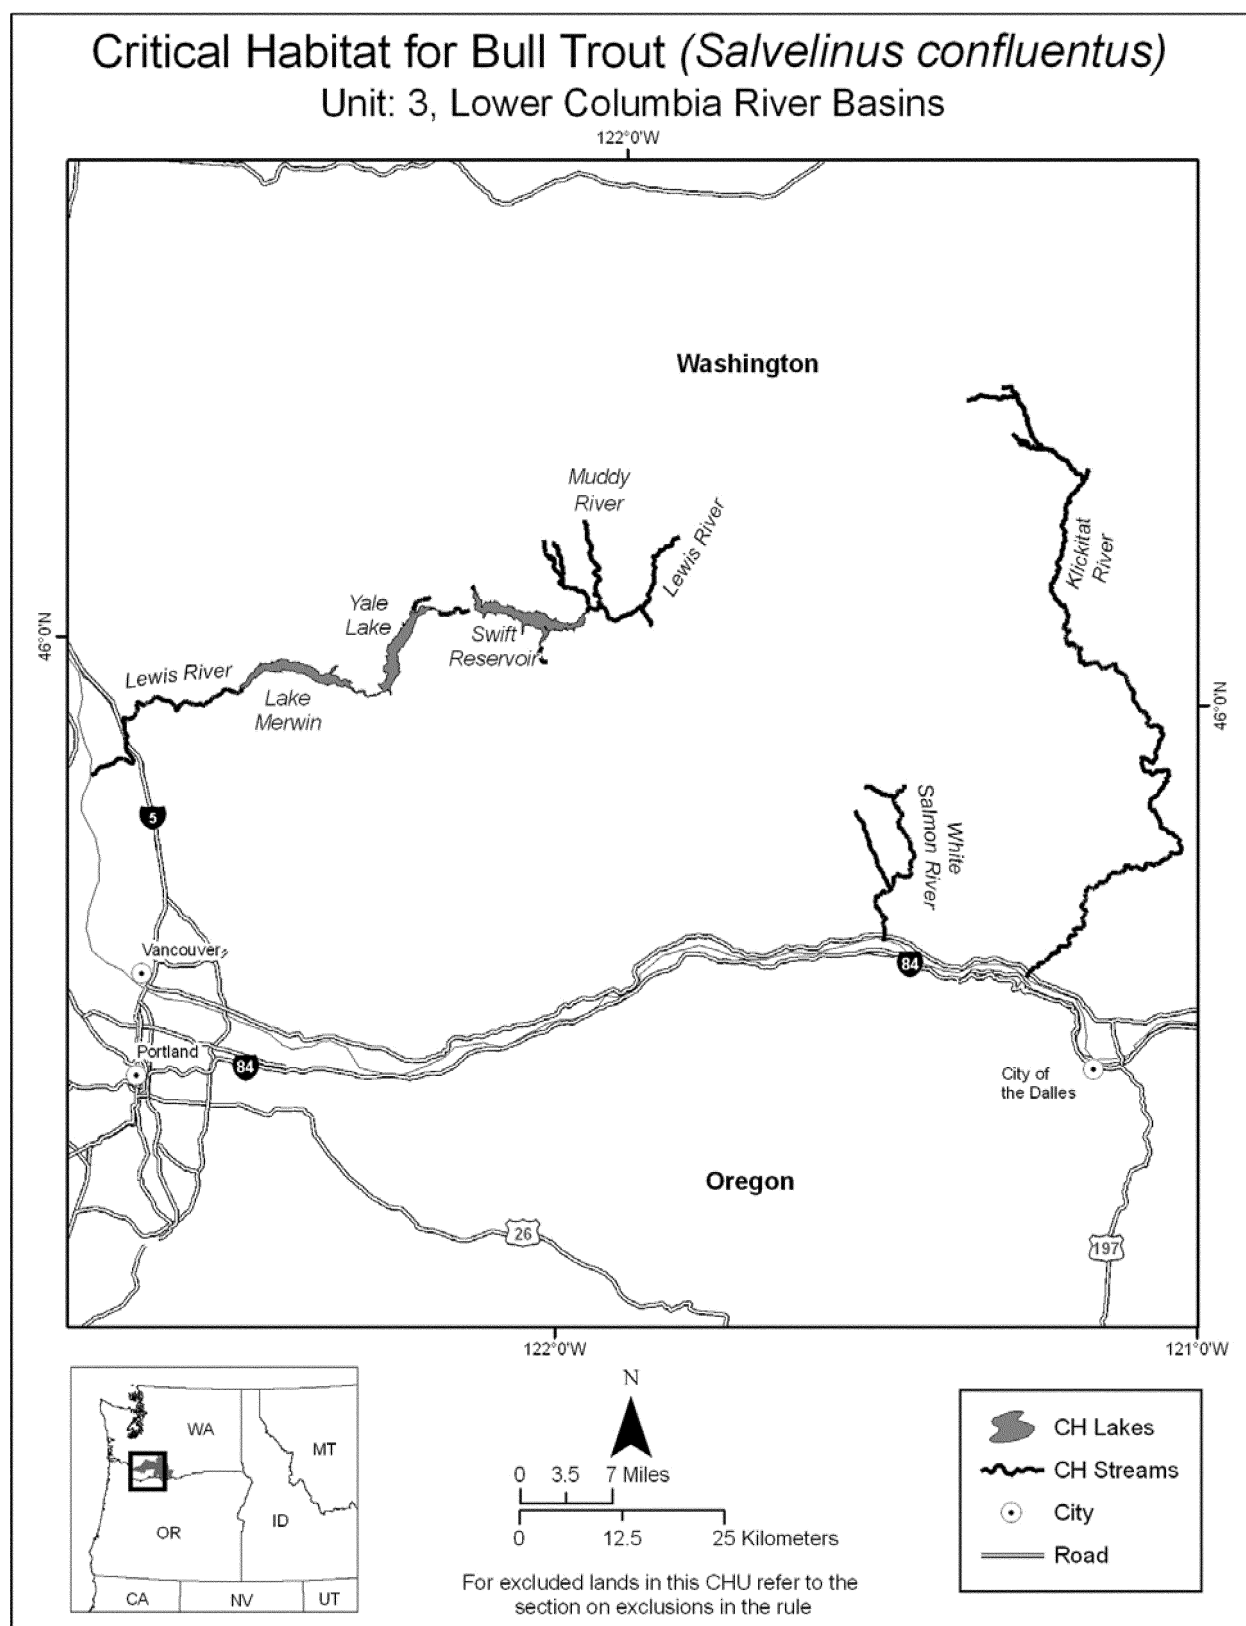 Critical Habitat for Bull Trout (Salvelinus confluentus)
Unit: 3, Lower Columbia River Basins
122°0'W
Washington
Muddy
River
Lewis River
Klickitat
River
Yale
Lake
Swift
Reservoir
46°0'N
Lewis River
Lake
Merwin
46°0'N
5
White
Salmon River
Vancouver
84
Portland
84
City of
the Dalles
Oregon
26
197
122°0'W
121°0'W
WA
MT
OR
ID
CA
NV
UT
N
0 3.5 7 Miles
0 12.5 25 Kilometers
For excluded lands in this CHU refer to the
section on exclusions in the rule
CH Lakes
CH Streams
City
Road